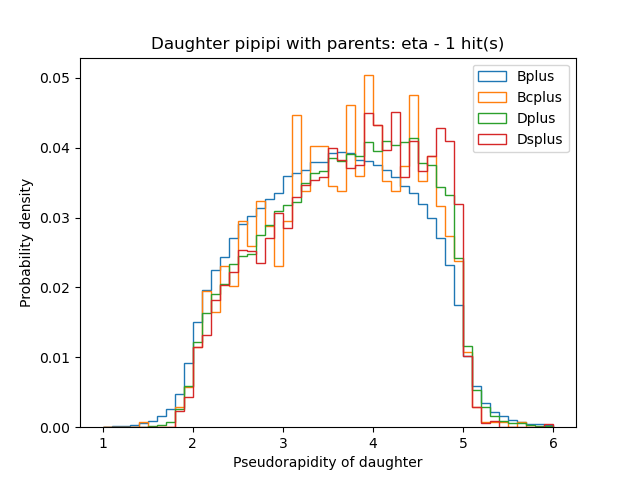 Daughter pipipi with parents: eta - 1 hit(s)
Bplus
Bcplus
Dplus
Dsplus
Probability density
0.05
0.04
0.03
0.02
0.01
0.00
1 2 3 4 5 6
Pseudorapidity of daughter